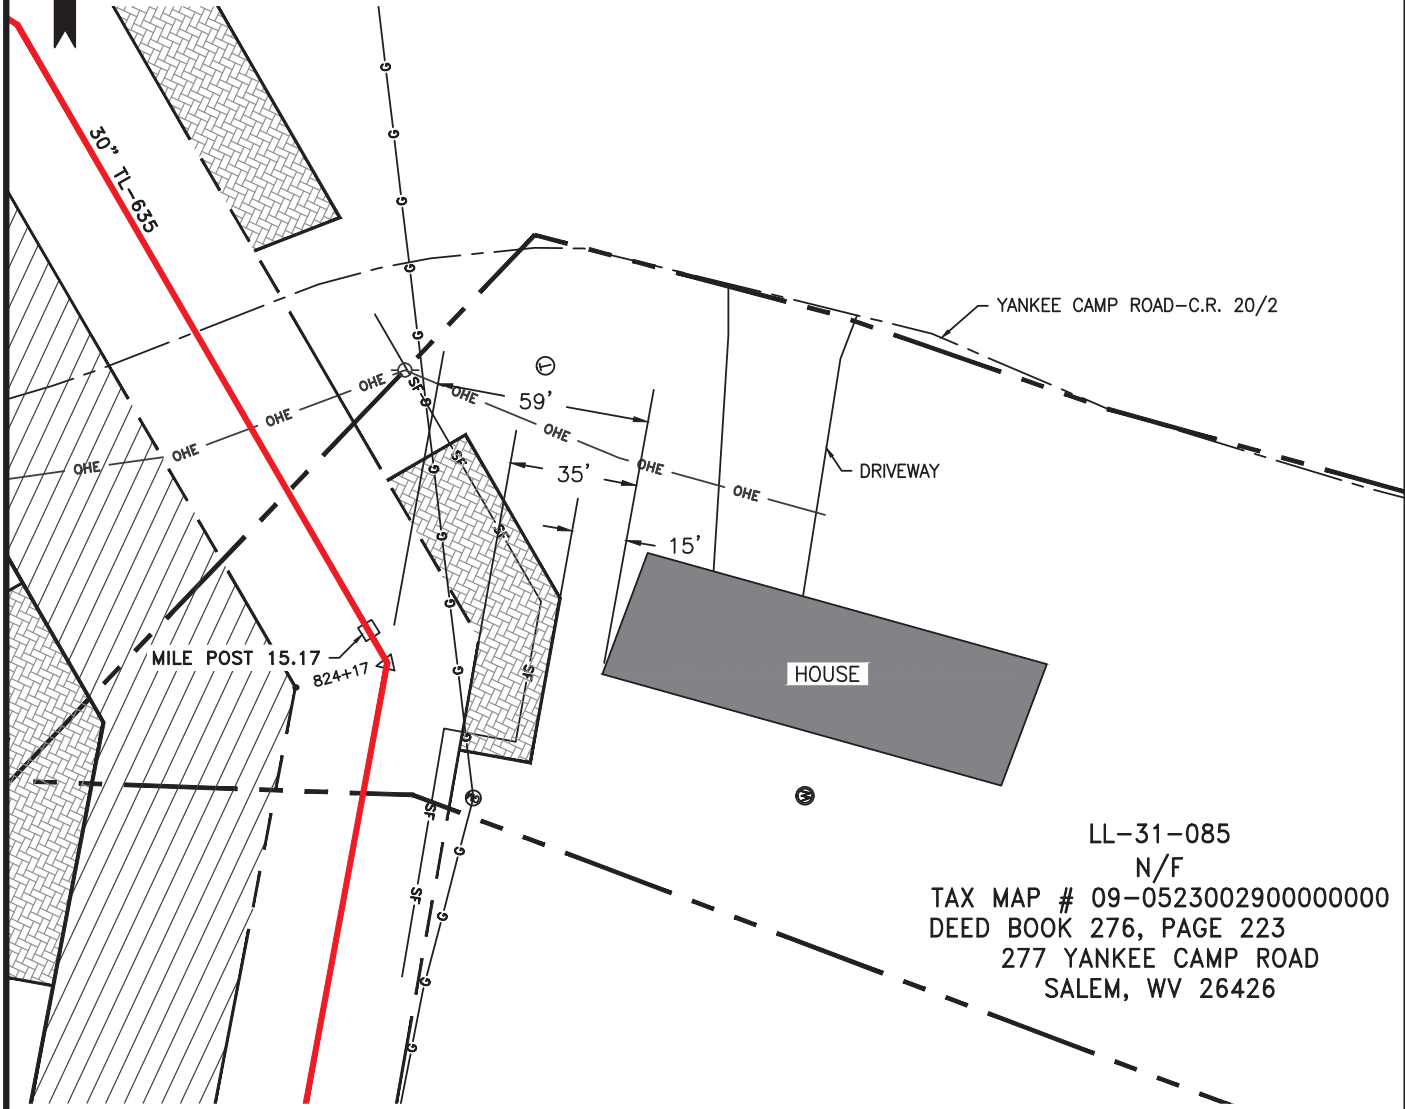 30" TL-635
G
G
G
G
G
YANKEE CAMP ROAD-C.R. 20/2
T
OHE
SF
OHE
59'
OHE
OHE
OHE
OHE
OHE
OHE
DRIVEWAY
SF
G
35'
SF
G
15'
G
MILE POST 15.17
824+17
G
SF
HOUSE
G
W
SF
G
SF
G
G
G
LL-31-085
N/F
TAX MAP # 09-0523002900000000
DEED BOOK 276, PAGE 223
277 YANKEE CAMP ROAD
SALEM, WV 26426